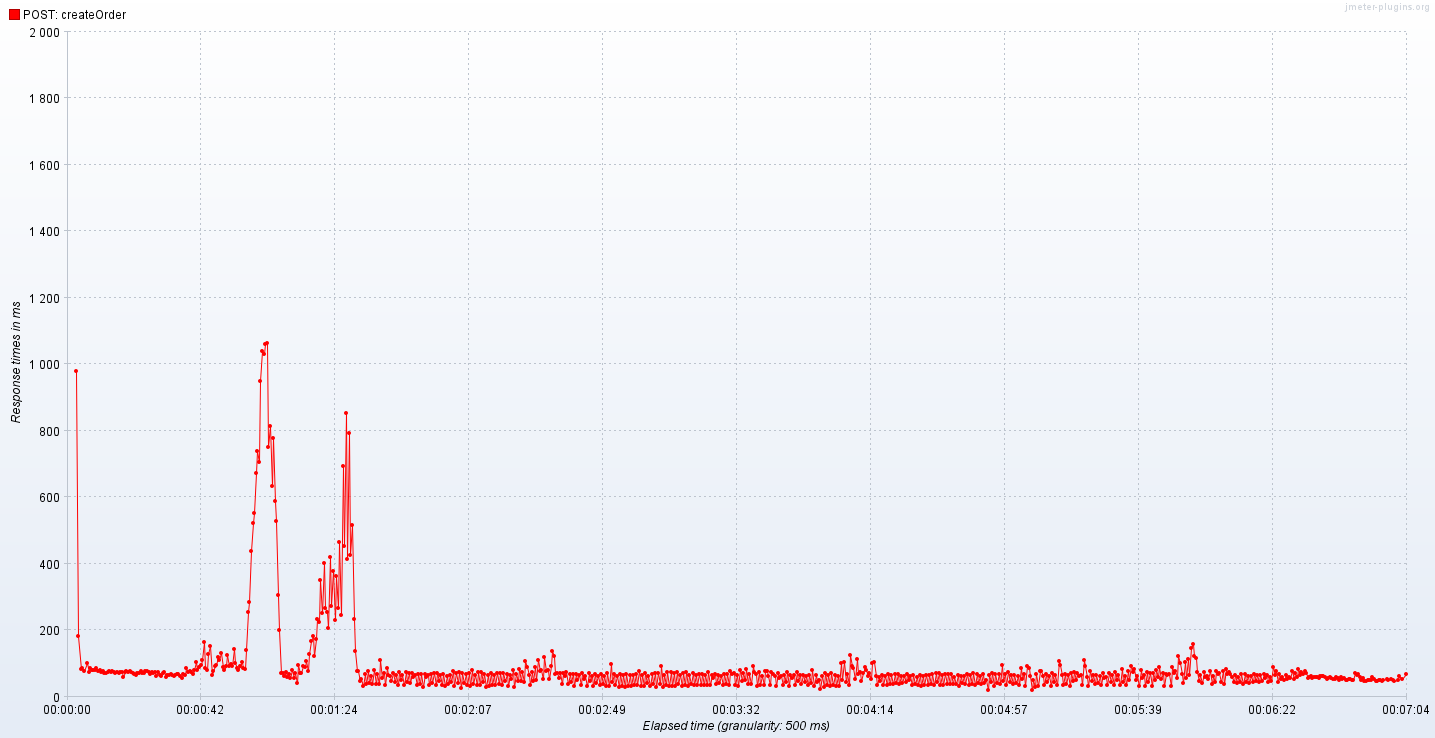 POST: createOrder
jmeter-plugins.org
2 000
1 800
1 600
1 400
1 200
1 000
800
600
400
200
0
Response times in ms
00:00:00 00:00:42 00:01:24 00:02:07 00:02:49 00:03:32 00:04:14 00:04:57 00:05:39 00:06:22 00:07:04
Elapsed time (granularity: 500 ms)